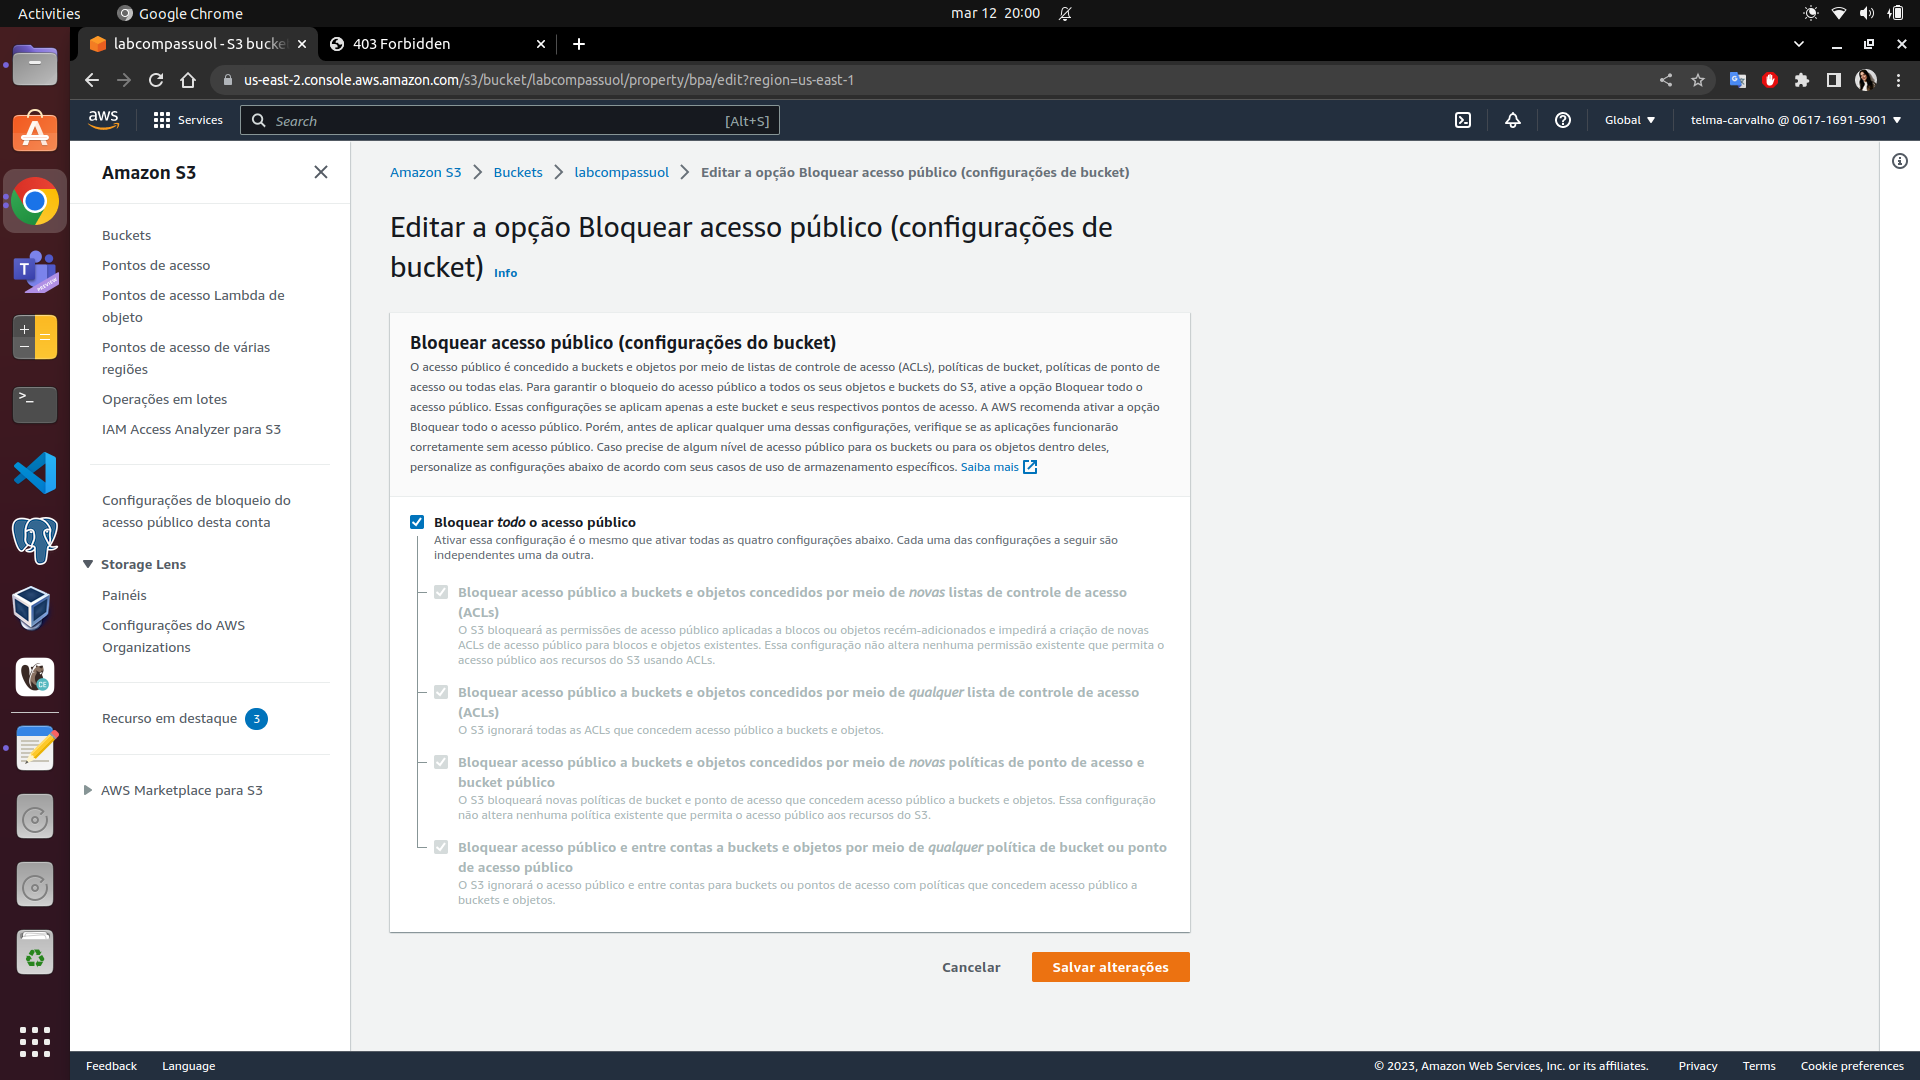 Activities
Google Chrome
mar 12 20:00
labcompassuol - S3 bucke
403 Forbidden
us-east-2.console.aws.amazon.com/s3/bucket/labcompassuol/property/bpa/edit?region=us-east-1
aws
Services
Search
[Alt+S]
Global
telma-carvalho @ 0617-1691-5901
Amazon S3
Buckets
Pontos de acesso
Pontos de acesso Lambda de
objeto
Pontos de acesso de várias
regiões
Operações em lotes
IAM Access Analyzer para S3
Configurações de bloqueio do
acesso público desta conta
Storage Lens
Painéis
Configurações do AWS
Organizations
Recurso em destaque 3
AWS Marketplace para S3
Amazon S3 > Buckets > labcompassuol > Editar a opção Bloquear acesso público (configurações de bucket)
Editar a opção Bloquear acesso público (configurações de
bucket) Info
Bloquear acesso público (configurações do bucket)
O acesso público é concedido a buckets e objetos por meio de listas de controle de acesso (ACLs), políticas de bucket, políticas de ponto de
acesso ou todas elas. Para garantir o bloqueio do acesso público a todos os seus objetos e buckets do S3, ative a opção Bloquear todo o
acesso público. Essas configurações se aplicam apenas a este bucket e seus respectivos pontos de acesso. A AWS recomenda ativar a opção
Bloquear todo o acesso público. Porém, antes de aplicar qualquer uma dessas configurações, verifique se as aplicações funcionarão
corretamente sem acesso público. Caso precise de algum nível de acesso público para os buckets ou para os objetos dentro deles,
personalize as configurações abaixo de acordo com seus casos de uso de armazenamento específicos. Saiba mais
Bloquear todo o acesso público
Ativar essa configuração é o mesmo que ativar todas as quatro configurações abaixo. Cada uma das configurações a seguir são
independentes uma da outra.
Bloquear acesso público a buckets e objetos concedidos por meio de novas listas de controle de acesso
(ACLs)
O S3 bloqueará as permissões de acesso público aplicadas a blocos ou objetos recém-adicionados e impedirá a criação de novas
ACLs de acesso público para blocos e objetos existentes. Essa configuração não altera nenhuma permissão existente que permita o
acesso público aos recursos do S3 usando ACLs.
Bloquear acesso público a buckets e objetos concedidos por meio de qualquer lista de controle de acesso
(ACLs)
O S3 ignorará todas as ACLs que concedem acesso público a buckets e objetos.
Bloquear acesso público a buckets e objetos concedidos por meio de novas políticas de ponto de acesso e
bucket público
O S3 bloqueará novas políticas de bucket e ponto de acesso que concedem acesso público a buckets e objetos. Essa configuração
não altera nenhuma política existente que permita o acesso público aos recursos do S3.
Bloquear acesso público e entre contas a buckets e objetos por meio de qualquer política de bucket ou ponto
de acesso público
O S3 ignorará o acesso público e entre contas para buckets ou pontos de acesso com políticas que concedem acesso público a
buckets e objetos.
Cancelar
Salvar alterações
Feedback
Language
© 2023, Amazon Web Services, Inc. or its affiliates.
Privacy
Terms
Cookie preferences